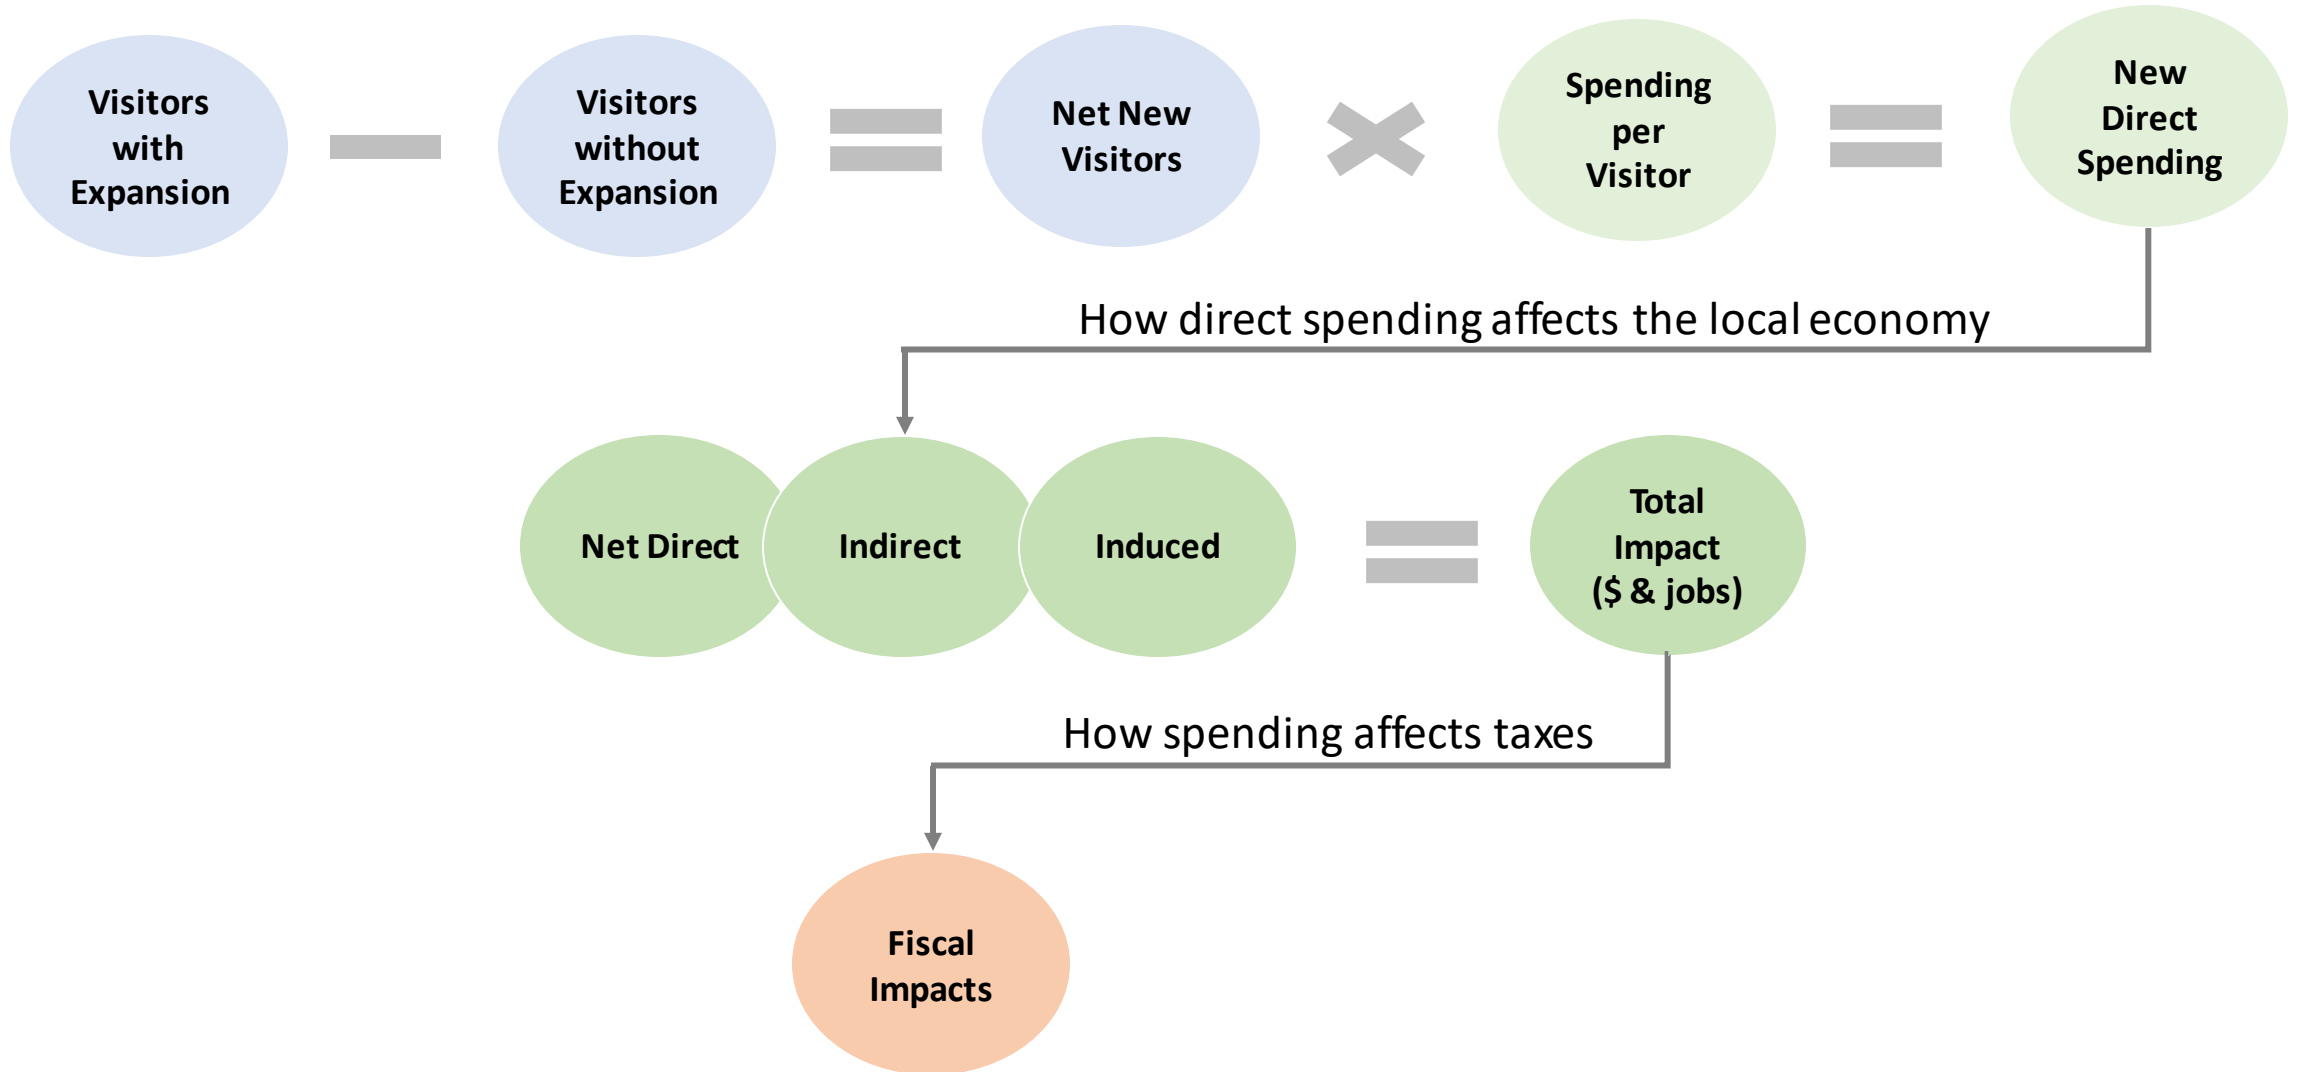 Visitors
with
Expansion
Visitors
without
Expansion
Net New
Visitors
Spending
per
Visitor
New
Direct
Spending
How direct spending affects the local economy
Net Direct
Indirect
Induced
Total
Impact
($ & jobs)
How spending affects taxes
Fiscal
Impacts